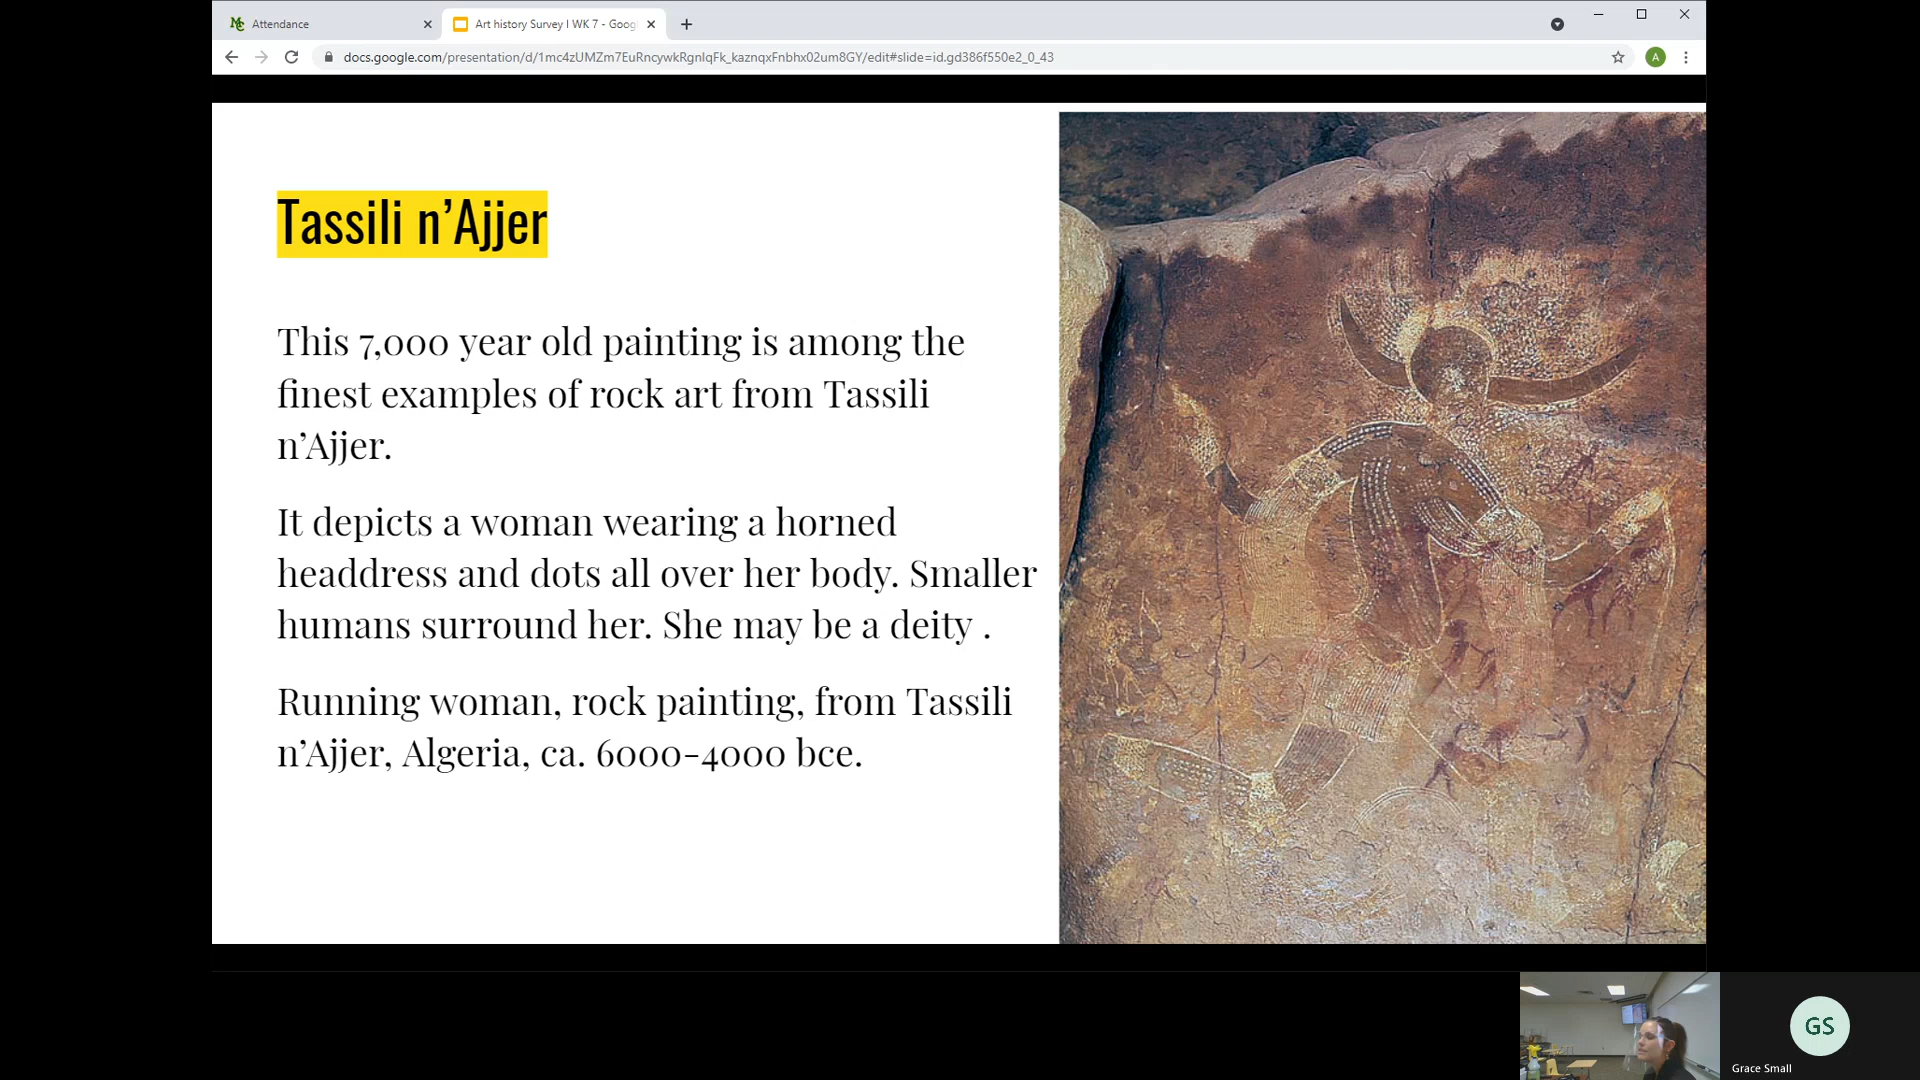 Attendance
Art history Survey I WK 7 - Goog
docs.google.com/presentation/d/1mc4zUMZm7EuRncywkRgnlqFk_kaznqxFnbhx02um8GY/edit#slide=id.gd386f550e2_0_43
A
Tassili n’Ajjer
This 7,000 year old painting is among the
finest examples of rock art from Tassili
n’Ajjer.
It depicts a woman wearing a horned
headdress and dots all over her body. Smaller
humans surround her. She may be a deity .
Running woman, rock painting, from Tassili
n’Ajjer, Algeria, ca. 6000-4000 bce.
GS
Grace Small